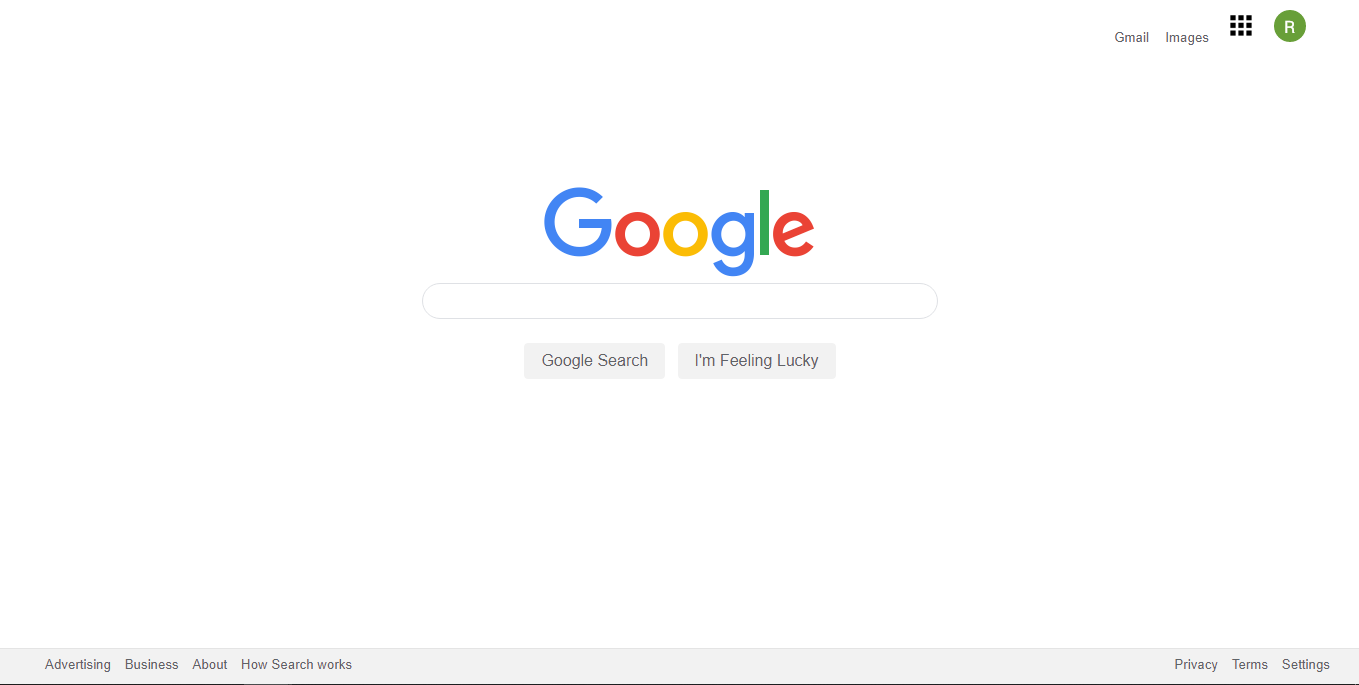 Gmail Images
R
Google
Google Search I'm Feeling Lucky
Advertising Business About How Search works Privacy Terms Settings